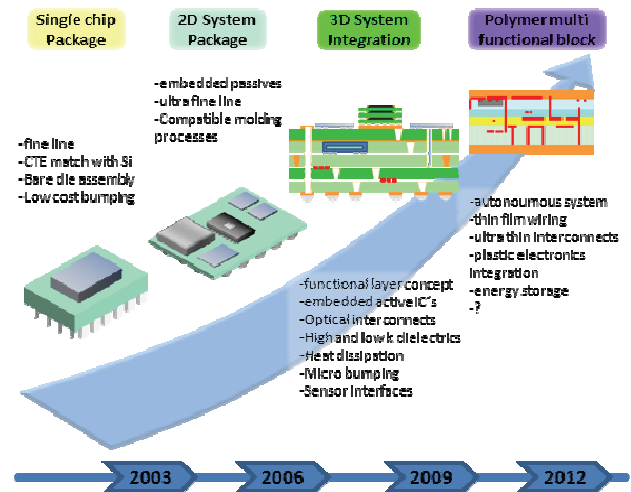 Single chip
Package
2D System
Package
3D System
Integration
Polymer multi
functional block
-fine line
-CTE match with Si
-Bare die assembly
-Low cost bumping
-embedded passives
-ultra fine line
-Compatible molding
processes
-functional layer concept
-embedded active IC´s
-Optical interconnects
-High and low k dielectrics
-Heat dissipation
-Micro bumping
-Sensor interfaces
-autonoumous system
-thin film wiring
-ultra thin interconnects
-plastic electronics
integration
-energy storage
-?
2003
2006
2009
2012